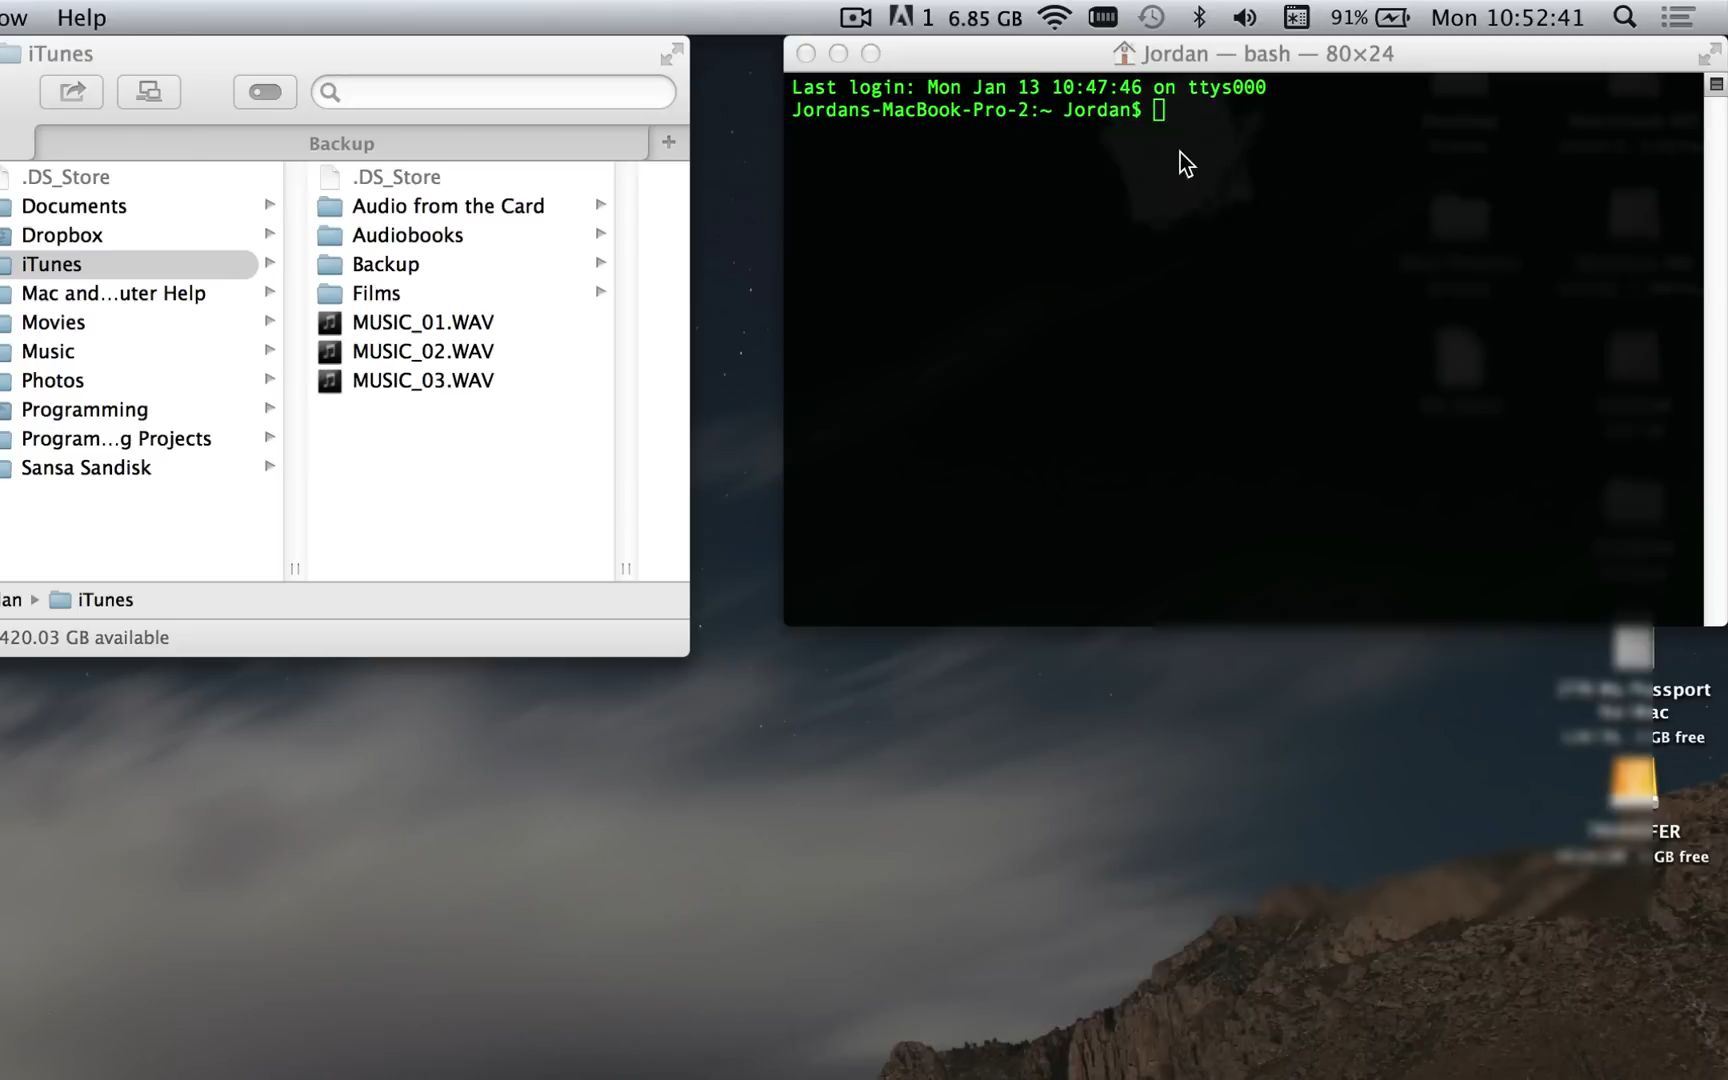 ow Help
1 6.85 GB 91% Mon 10:52:41
iTunes
Backup
.DS_Store
Documents
Dropbox
iTunes
Mac and...uter Help
Movies
Music
Photos
Programming
Program...g Projects
Sansa Sandisk
.DS_Store
Audio from the Card
Audiobooks
Backup
Films
MUSIC_01.WAV
MUSIC_02.WAV
MUSIC_03.WAV
dan iTunes
420.03 GB available
Jordan — bash — 80×24
Last login: Mon Jan 13 10:47:46 on ttys000
Jordans-MacBook-Pro-2:~ Jordan$
ssport
ac
GB free
FER
GB free